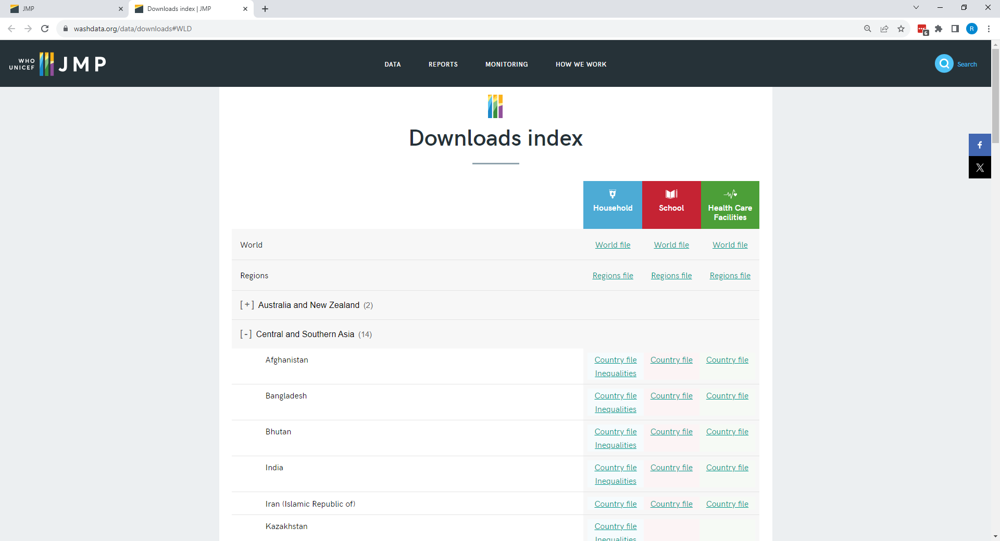 JMP
Downloads index | JMP
washdata.org/data/downloads#WLD
6
R
WHO
UNICEF
JMP
DATA
REPORTS
MONITORING
HOW WE WORK
Search
Downloads index
Household
School
Health Care
Facilities
World World file World file World file
Regions Regions file Regions file Regions file
[+] Australia and New Zealand (2)
[-] Central and Southern Asia (14)
Afghanistan Country file Country file Country file
Inequalities
Bangladesh Country file Country file Country file
Inequalities
Bhutan Country file Country file Country file
Inequalities
India Country file Country file Country file
Inequalities
Iran (Islamic Republic of) Country file Country file Country file
Kazakhstan Country file
Inequalities